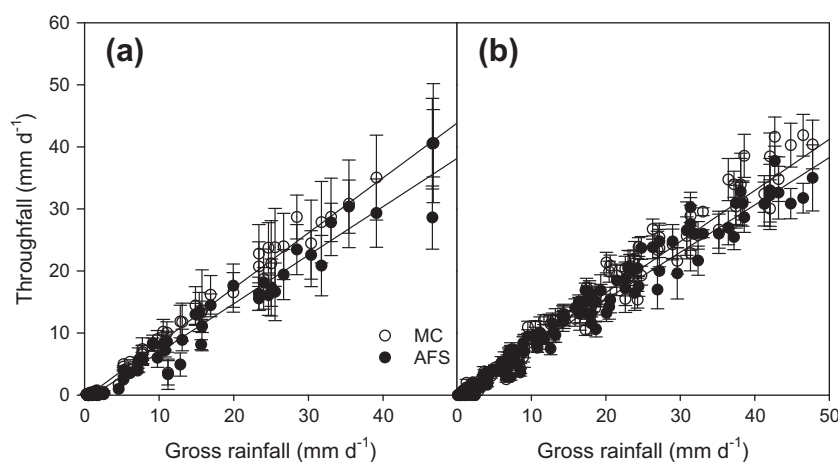 (a)
(b)
60
50
40
30
20
10
0
Throughfall (mm d⁻¹)
MC
AFS
0 10 20 30 40 0 10 20 30 40 50
Gross rainfall (mm d⁻¹) Gross rainfall (mm d⁻¹)